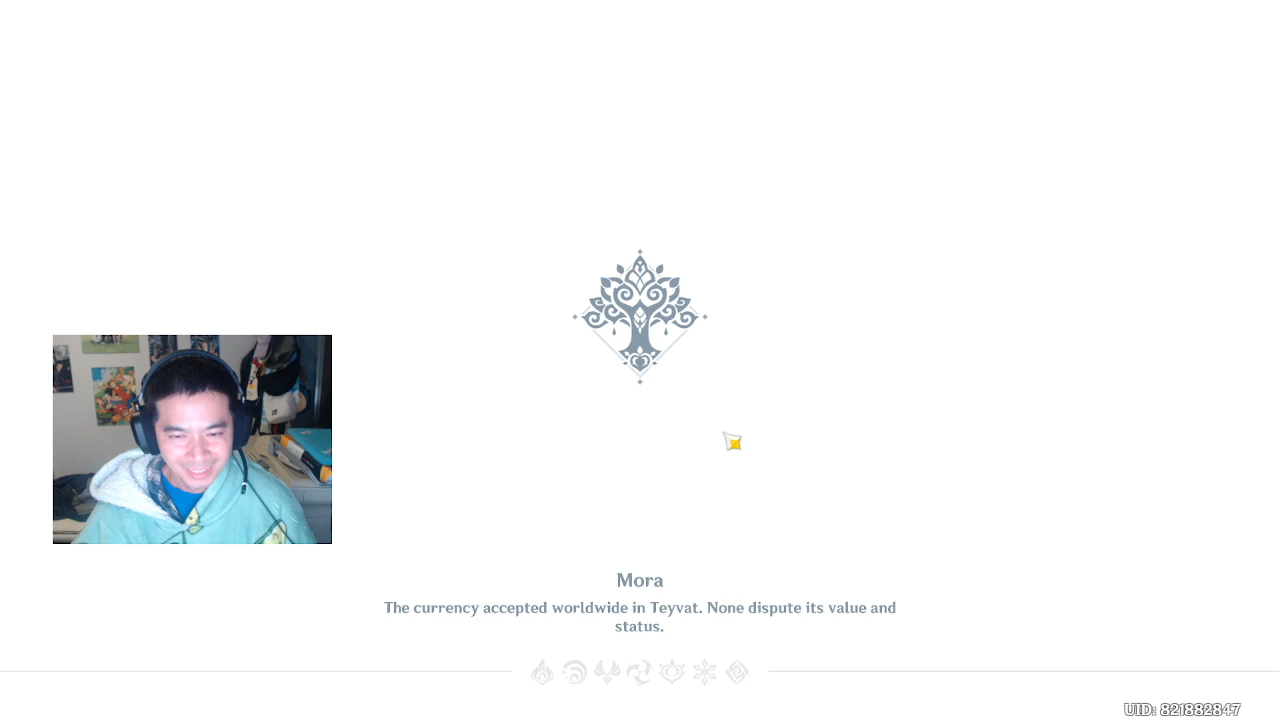 Mora
The currency accepted worldwide in Teyvat. None dispute its value and
status.
UID: 821882847